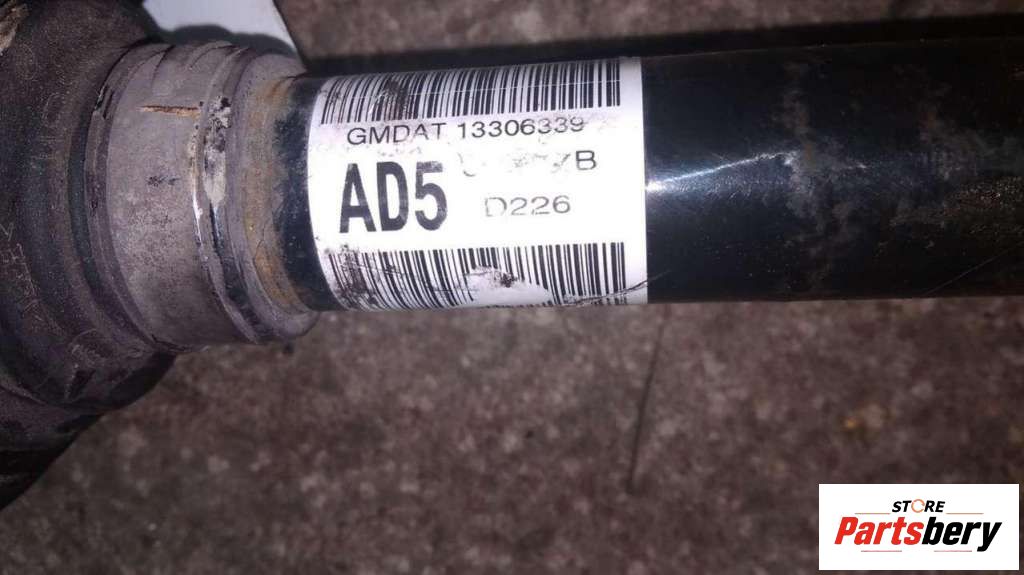 GMDAT 13306339
AD5
D226
STORE
Partsbery